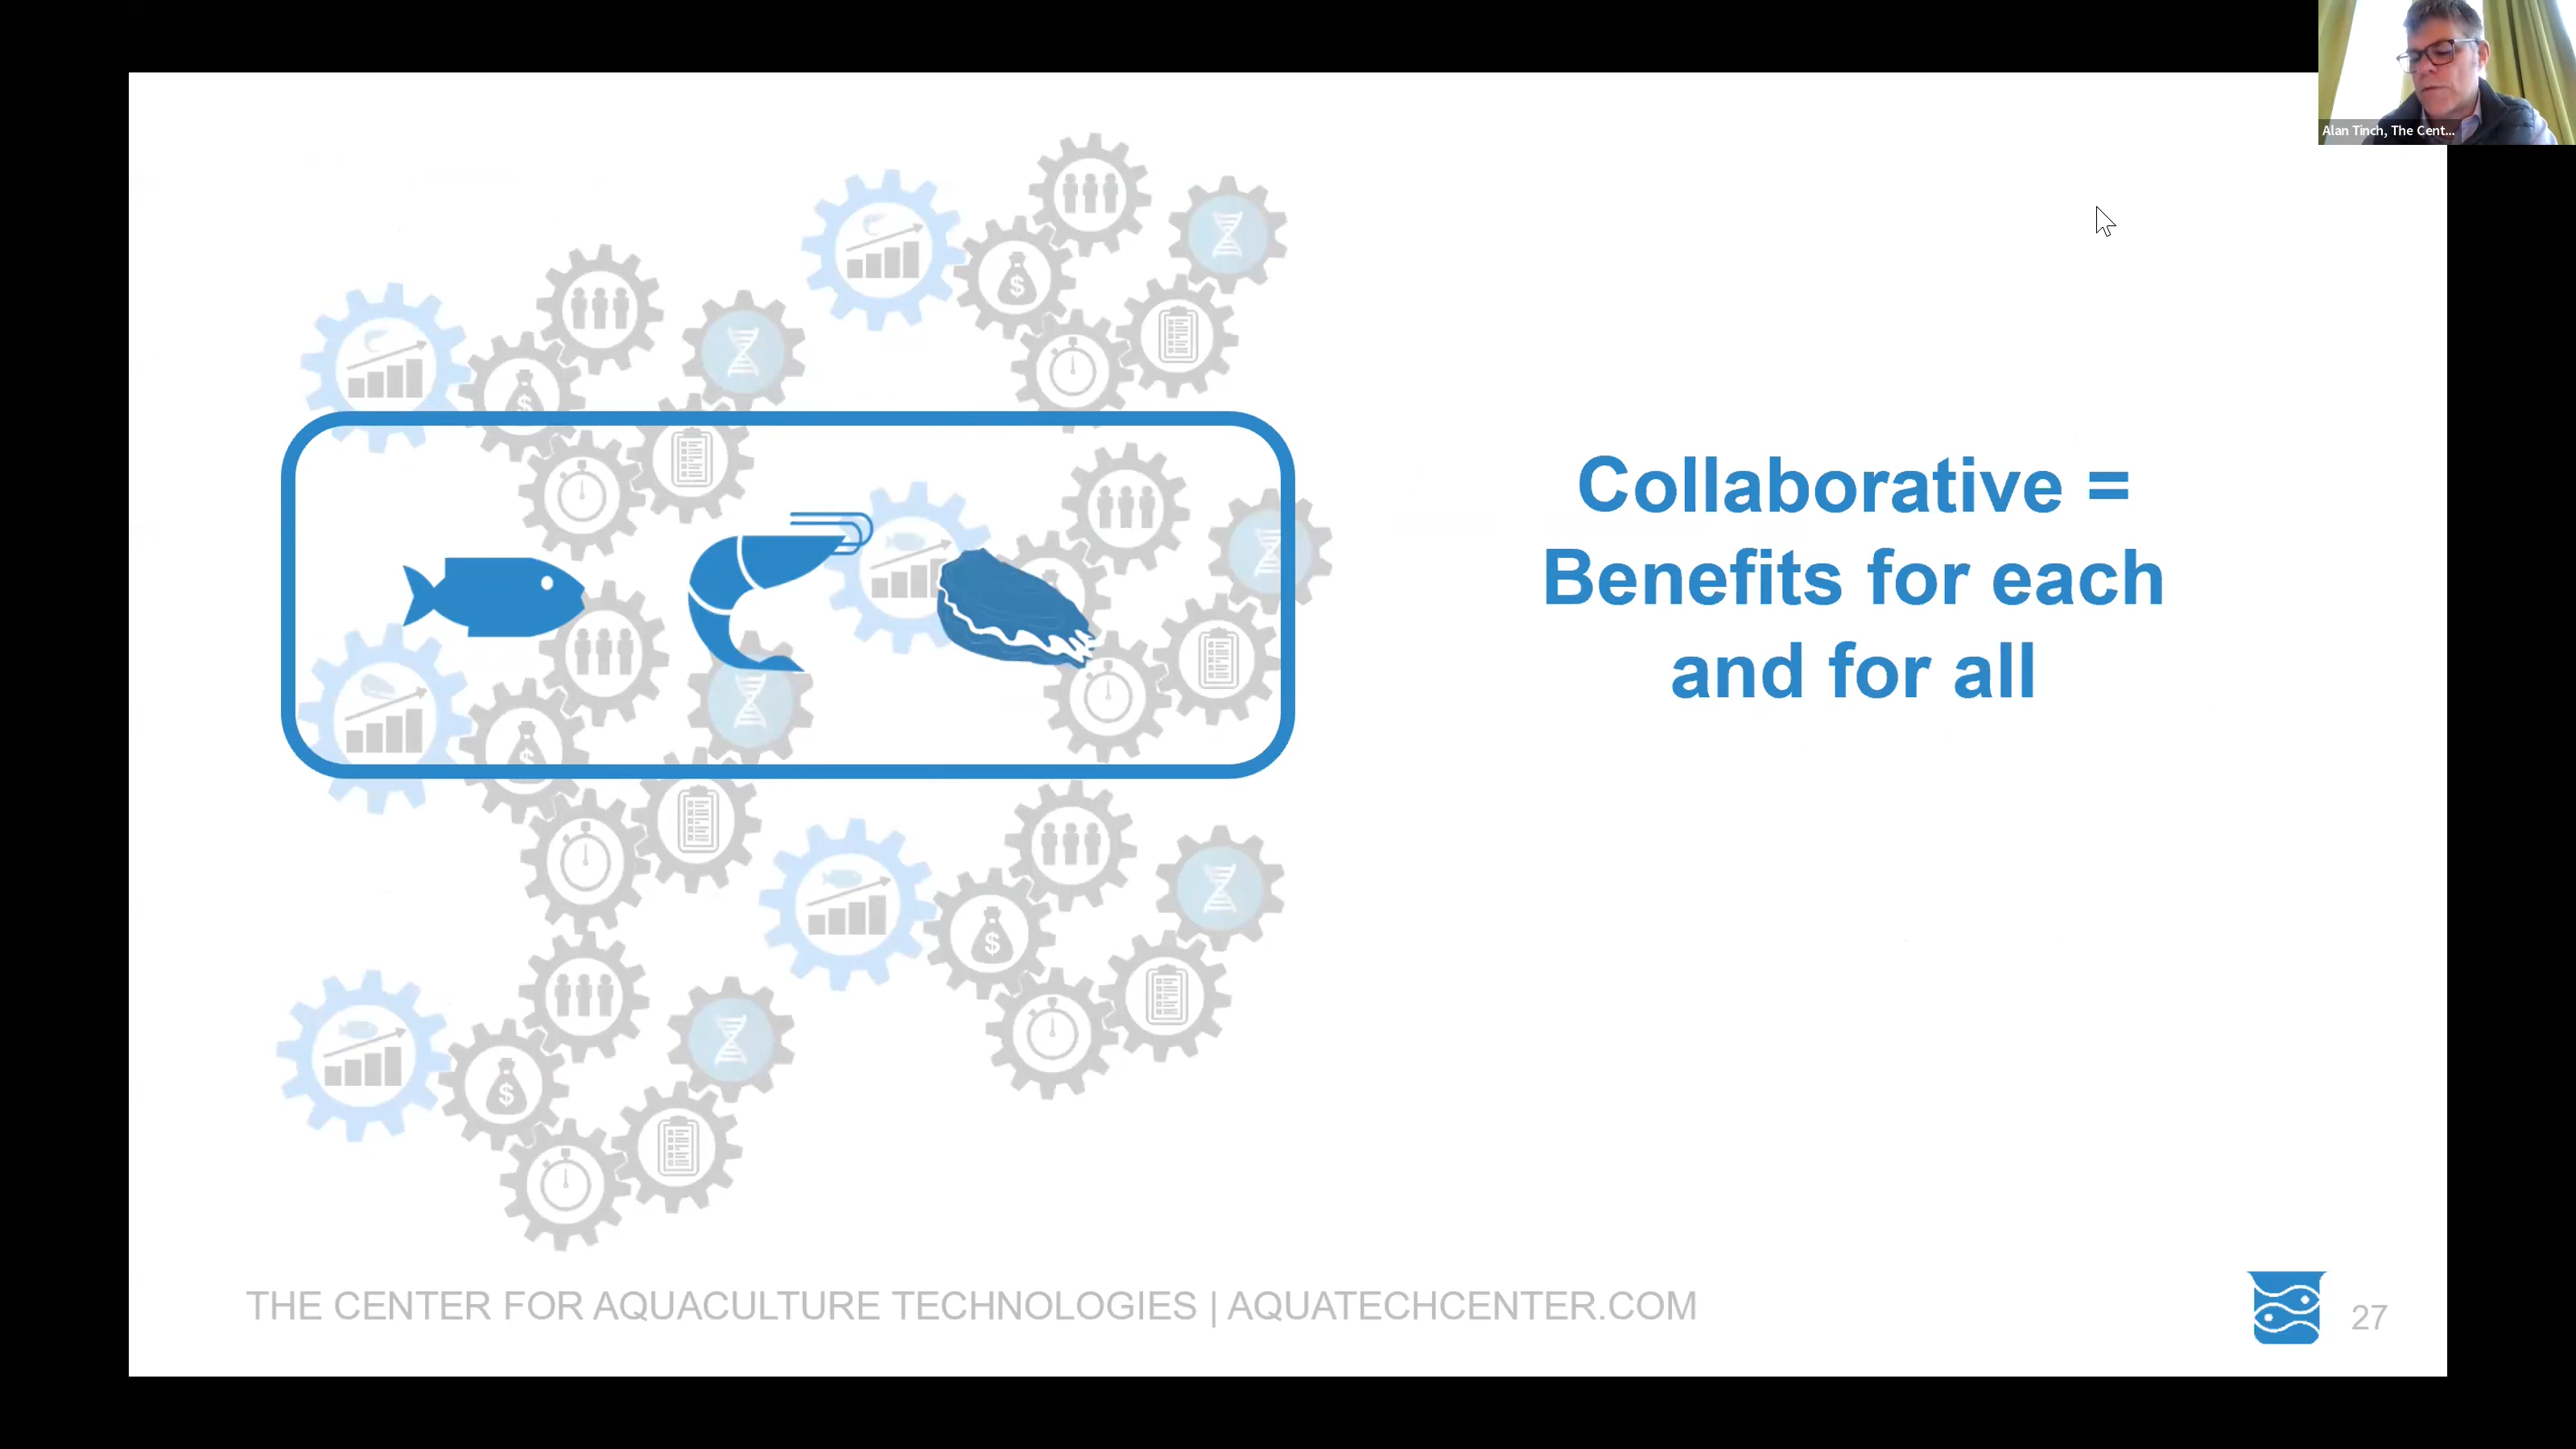 Alan Tinch, The Cent...
Collaborative =
Benefits for each
and for all
$
$
$
$
$
$
THE CENTER FOR AQUACULTURE TECHNOLOGIES | AQUATECHCENTER.COM
27